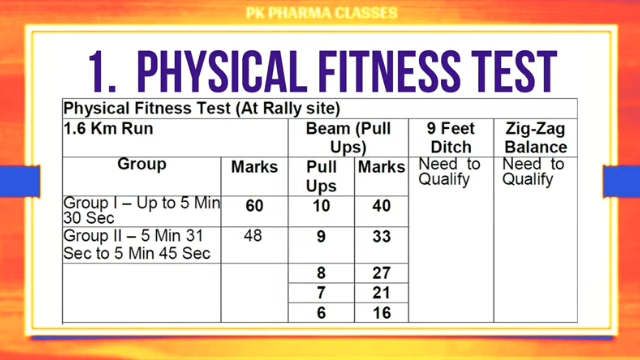 PK PHARMA CLASSES
1. PHYSICAL FITNESS TEST
Physical Fitness Test (At Rally site)
1.6 Km Run
Beam (Pull
Ups)
9 Feet
Ditch
Zig-Zag
Balance
Group
Marks
Pull
Ups
Marks
Need to
Qualify
Need to
Qualify
Group I – Up to 5 Min
30 Sec
60
10
40
Group II – 5 Min 31
Sec to 5 Min 45 Sec
48
9
33
8
27
7
21
6
16